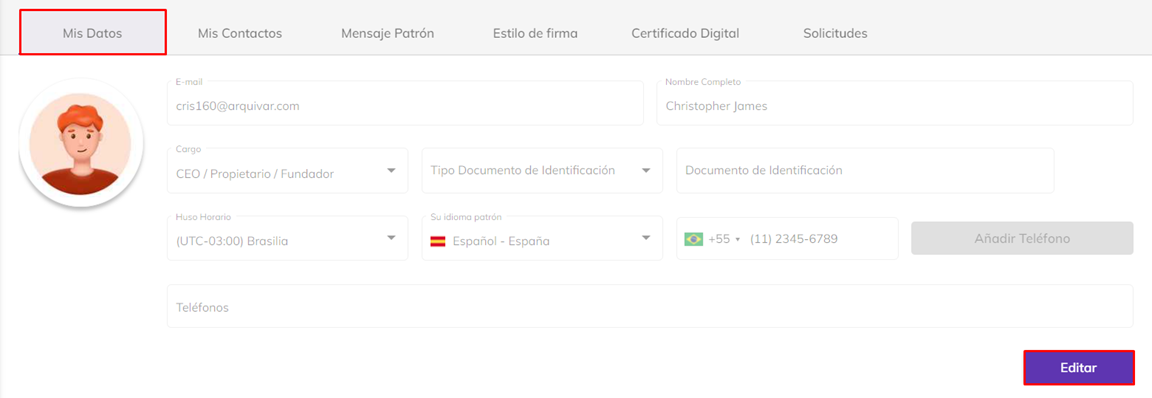 Mis Datos Mis Contactos Mensaje Patrón Estilo de firma Certificado Digital Solicitudes
E-mail Nombre Completo
cris160@arquivar.com Christopher James
Cargo
CEO / Propietario / Fundador Tipo Documento de Identificación Documento de Identificación
Huso Horario Su idioma patrón
(UTC-03:00) Brasilia Español - España +55 (11) 2345-6789 Añadir Teléfono
Teléfonos
Editar